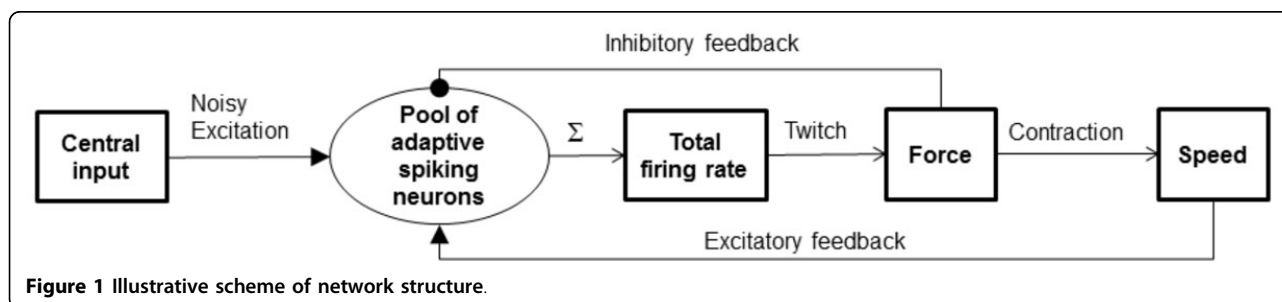 Inhibitory feedback
Noisy
Excitation
Central
input
Pool of
adaptive
spiking
neurons
Σ
Total
firing rate
Twitch
Force
Contraction
Speed
Excitatory feedback
Figure 1 Illustrative scheme of network structure.